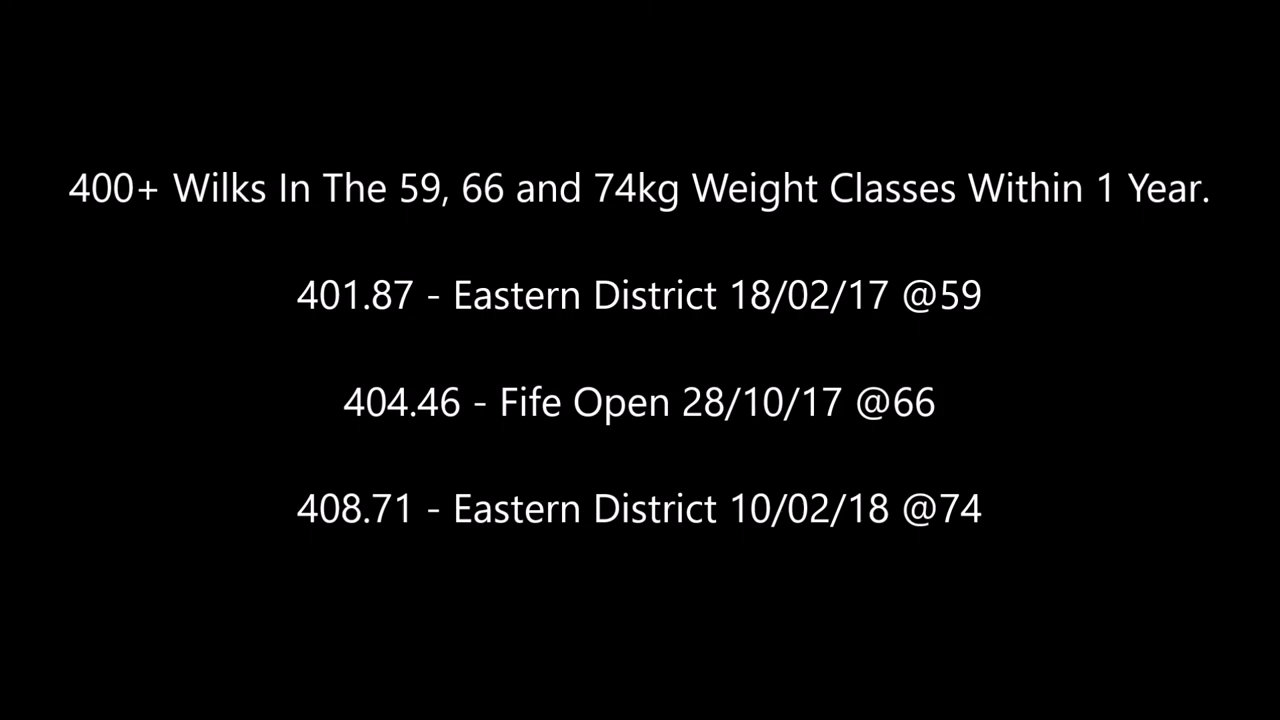 400+ Wilks In The 59, 66 and 74kg Weight Classes Within 1 Year.
401.87 - Eastern District 18/02/17 @59
404.46 - Fife Open 28/10/17 @66
408.71 - Eastern District 10/02/18 @74